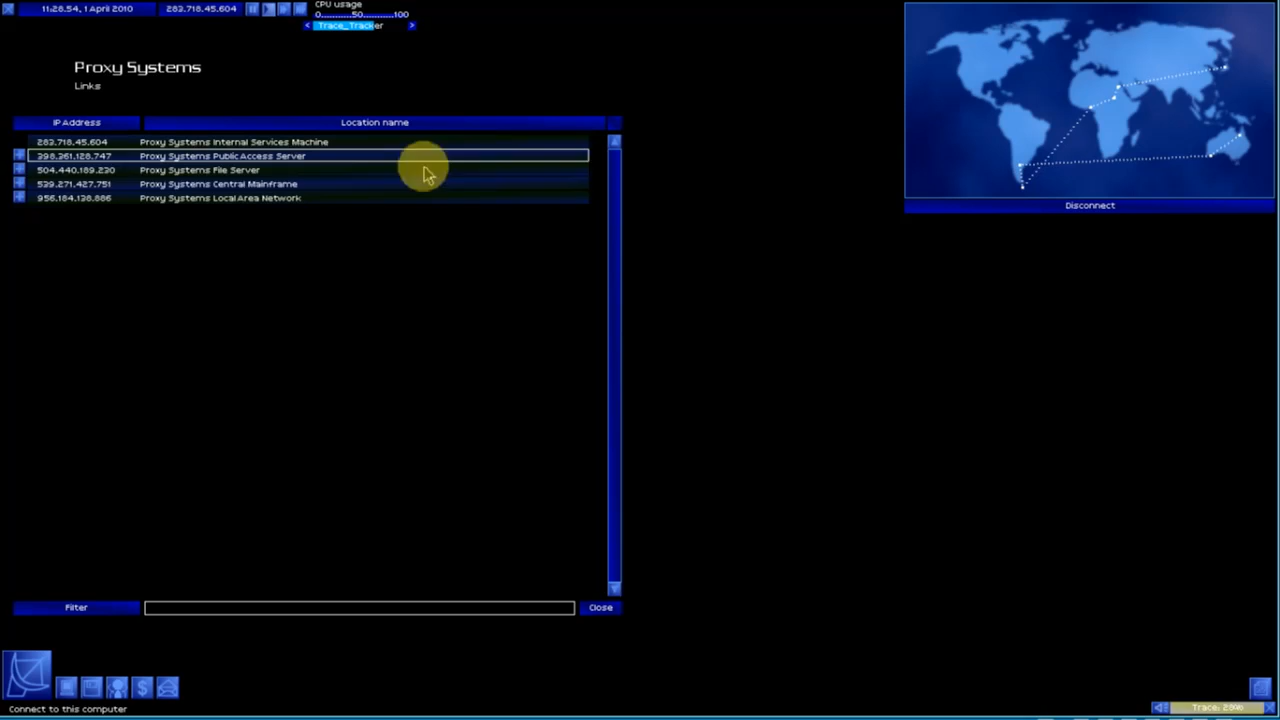 11:28.54, 1 April 2010
283.718.45.604
CPU usage
0........50........100
< Trace_Tracker >
Proxy Systems
Links
IP Address
Location name
283.718.45.604 Proxy Systems Internal Services Machine
398.361.128.747 Proxy Systems Public Access Server
504.440.189.230 Proxy Systems File Server
539.271.427.751 Proxy Systems Central Mainframe
956.184.138.886 Proxy Systems Local Area Network
Disconnect
Filter
Close
Connect to this computer
Trace: 28%